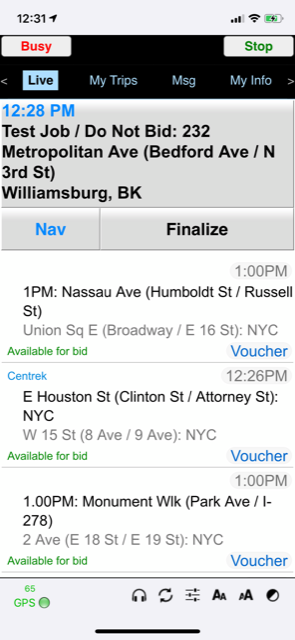 12:31
Busy
Stop
< Live My Trips Msg My Info >
12:28 PM
Test Job / Do Not Bid: 232
Metropolitan Ave (Bedford Ave / N
3rd St)
Williamsburg, BK
Nav
Finalize
1:00PM
1PM: Nassau Ave (Humboldt St / Russell
St)
Union Sq E (Broadway / E 16 St): NYC
Available for bid
Voucher
Centrek
12:26PM
E Houston St (Clinton St / Attorney St):
NYC
W 15 St (8 Ave / 9 Ave): NYC
Available for bid
Voucher
1:00PM
1.00PM: Monument Wlk (Park Ave / I-
278)
2 Ave (E 18 St / E 19 St): NYC
Available for bid
Voucher
65
GPS
AA
AA